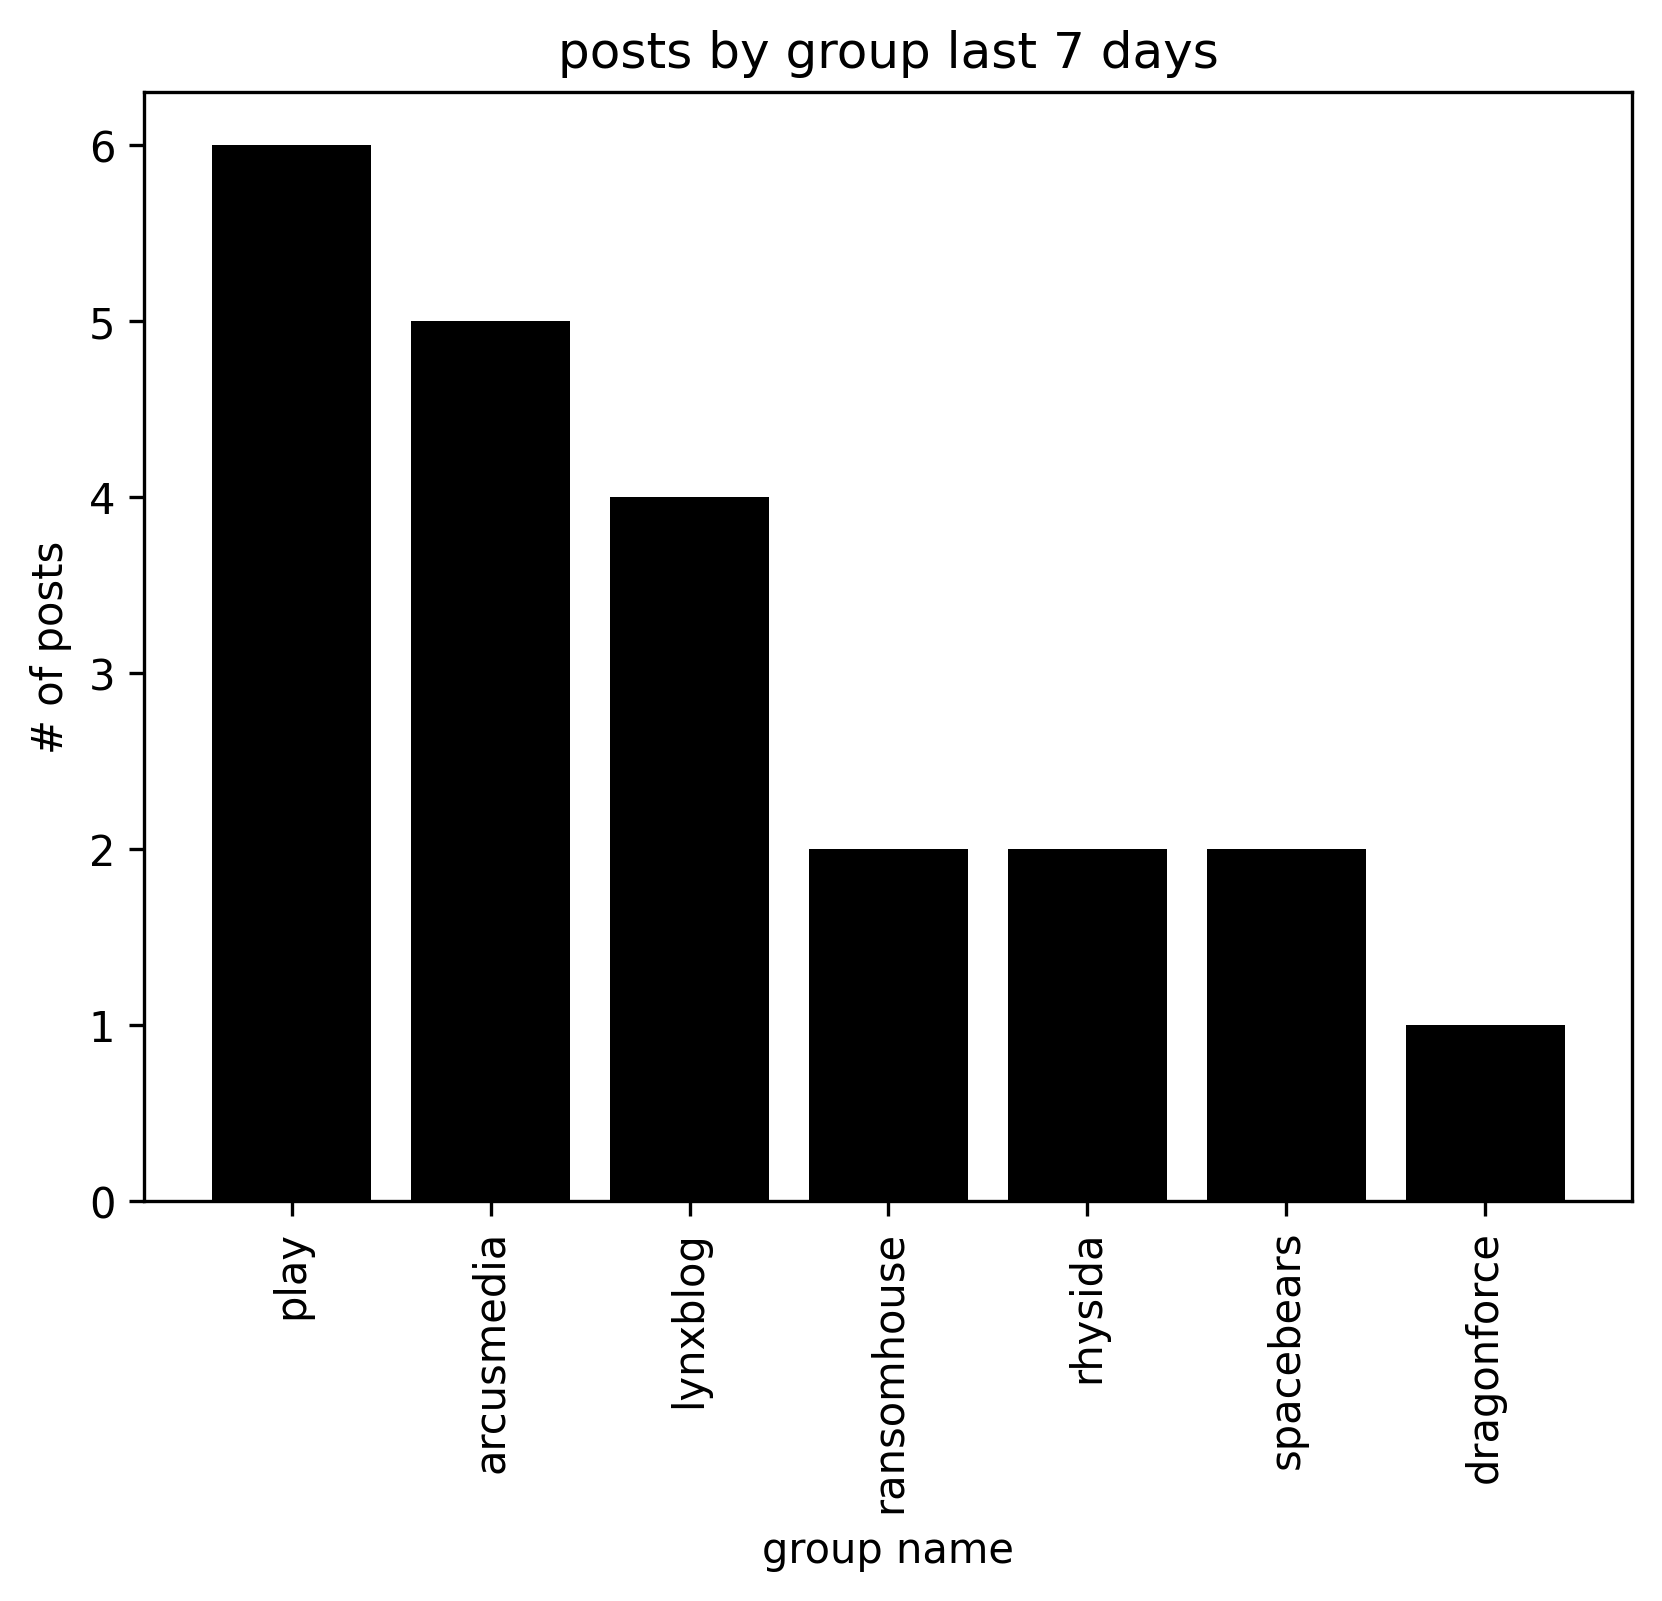 posts by group last 7 days
# of posts
6
5
4
3
2
1
0
play
arcusmedia
lynxblog
ransomhouse
rhysida
spacebears
dragonforce
group name